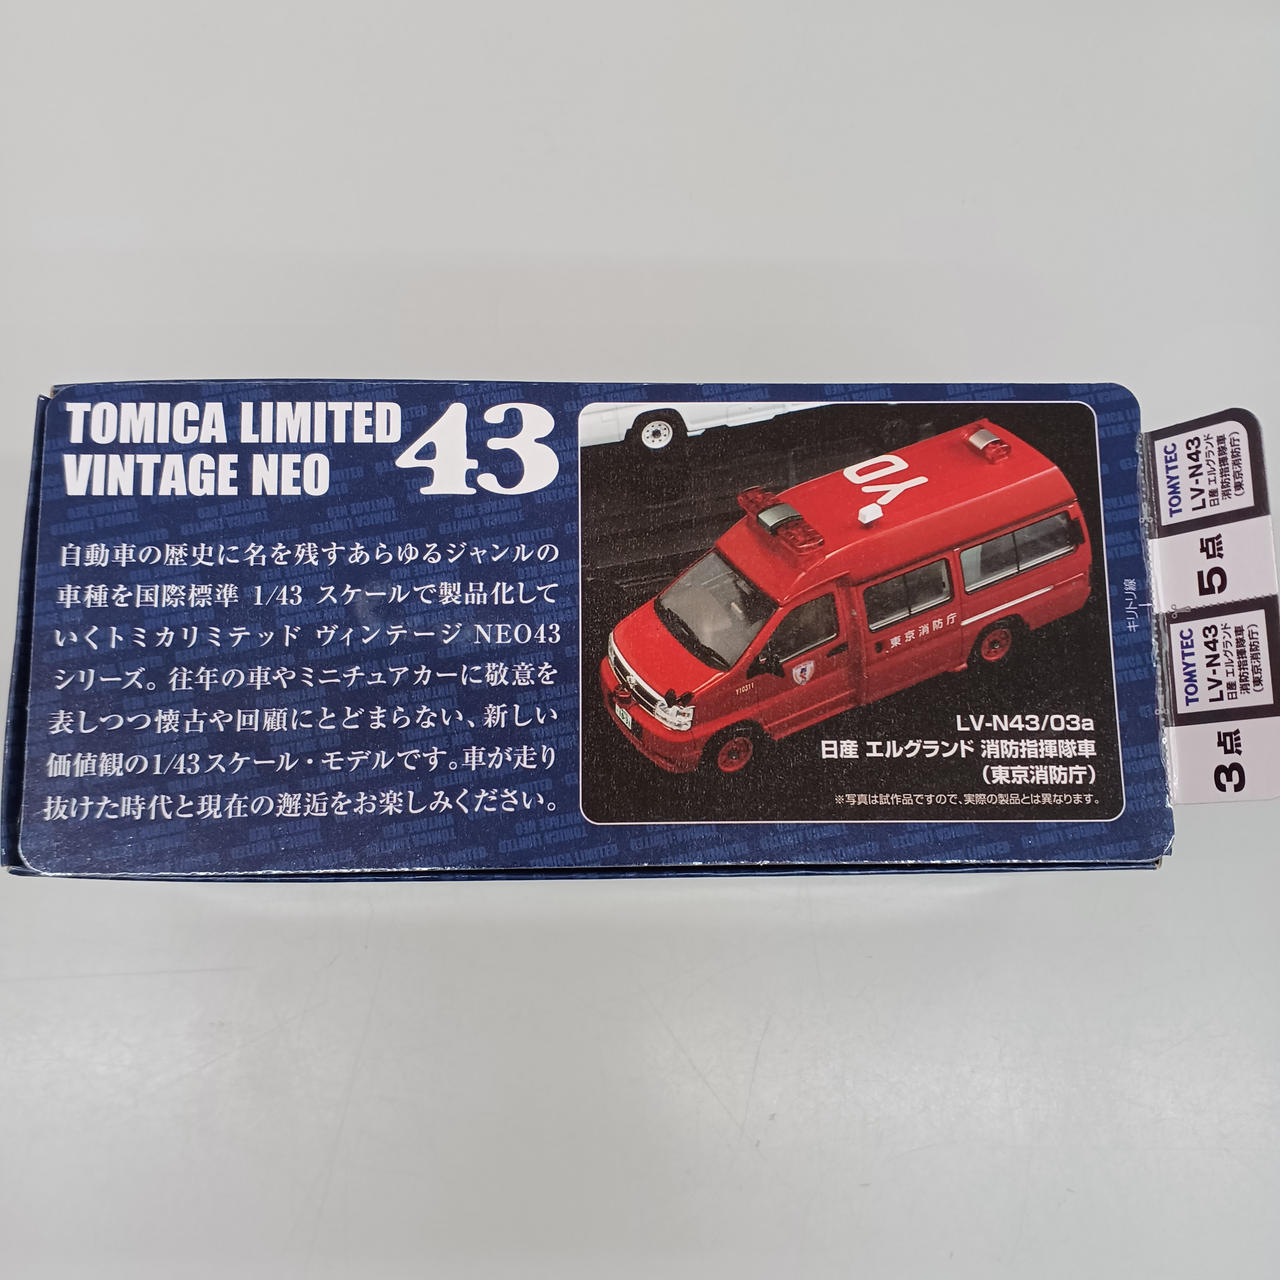 TOMICA LIMITED
VINTAGE NEO
43
自動車の歴史に名を残すあらゆるジャンルの
車種を国際標準 1/43 スケールで製品化して
いくトミカリミテッド ヴィンテージ NEO43
シリーズ。往年の車やミニチュアカーに敬意を
表しつつ懐古や回顧にとどまらない、新しい
価値観の1/43スケール・モデルです。車が走り
抜けた時代と現在の邂逅をお楽しみください。
YD
東京消防庁
Y10311
LV-N43/03a
日産 エルグランド 消防指揮隊車
(東京消防庁)
※写真は試作品ですので、実際の製品とは異なります。
キリトリ線
TOMYTEC
LV-N43
日産 エルグランド
消防指揮隊車
(東京消防庁)
5点
TOMYTEC
LV-N43
日産 エルグランド
消防指揮隊車
(東京消防庁)
3点